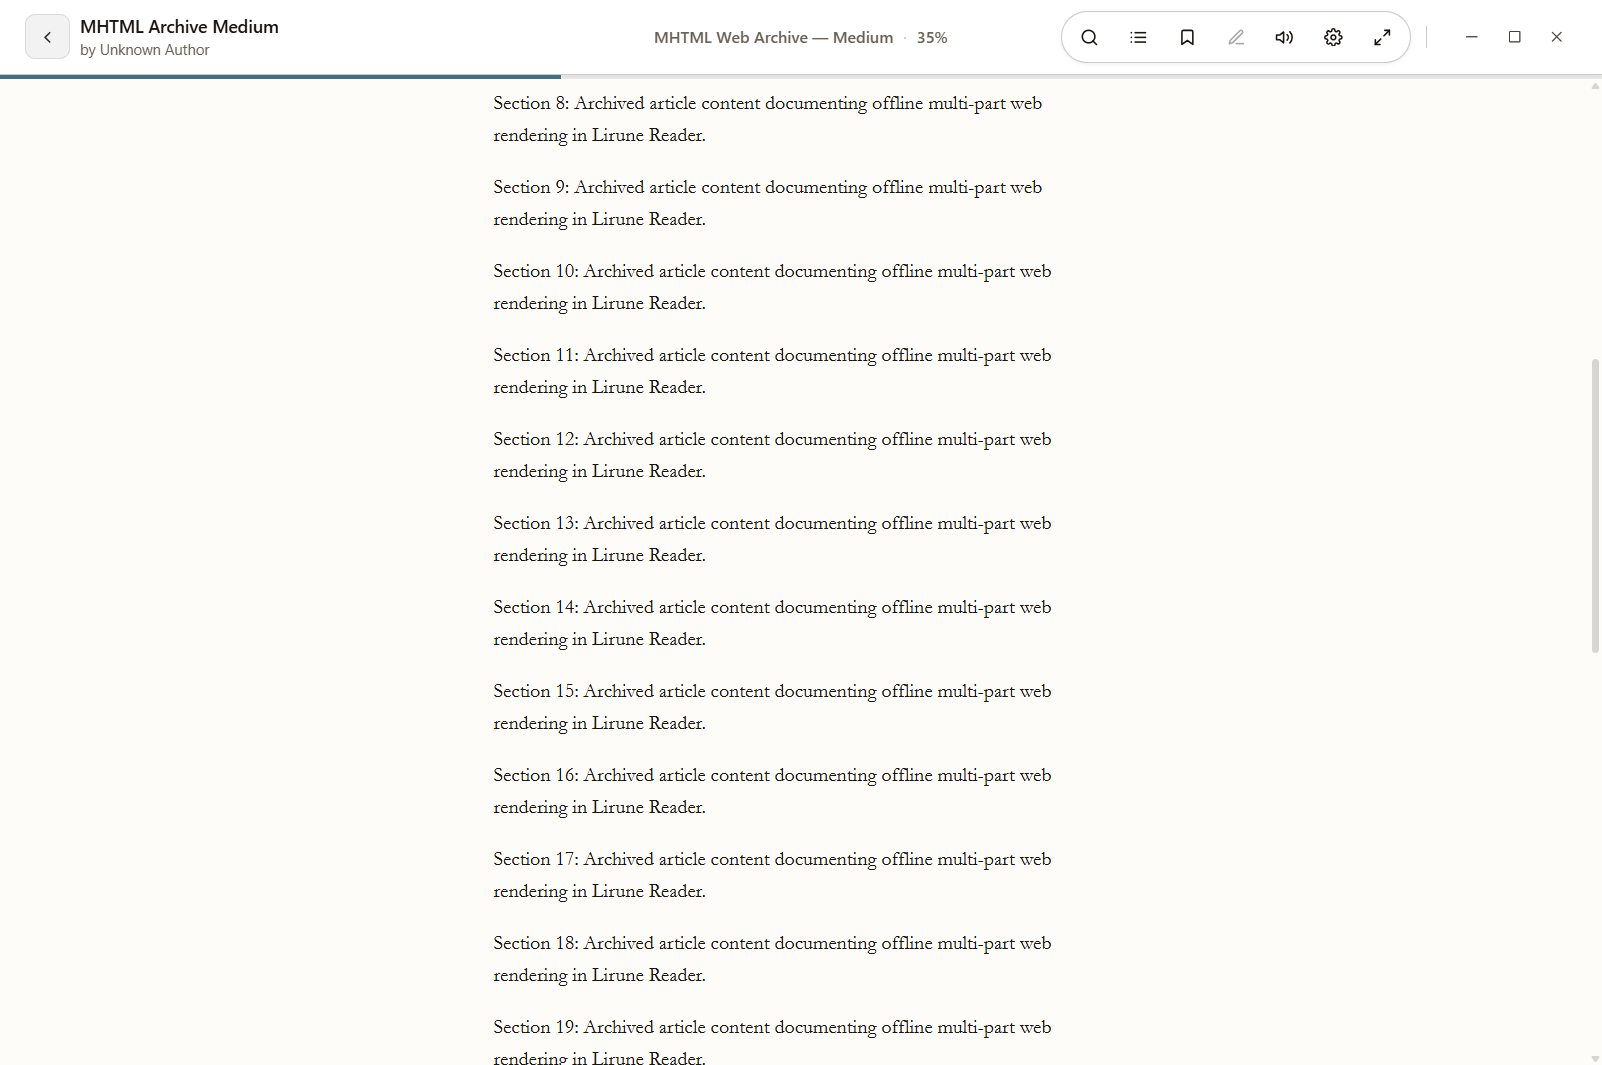 MHTML Archive Medium
by Unknown Author
MHTML Web Archive — Medium · 35%
Section 8: Archived article content documenting offline multi-part web
rendering in Lirune Reader.
Section 9: Archived article content documenting offline multi-part web
rendering in Lirune Reader.
Section 10: Archived article content documenting offline multi-part web
rendering in Lirune Reader.
Section 11: Archived article content documenting offline multi-part web
rendering in Lirune Reader.
Section 12: Archived article content documenting offline multi-part web
rendering in Lirune Reader.
Section 13: Archived article content documenting offline multi-part web
rendering in Lirune Reader.
Section 14: Archived article content documenting offline multi-part web
rendering in Lirune Reader.
Section 15: Archived article content documenting offline multi-part web
rendering in Lirune Reader.
Section 16: Archived article content documenting offline multi-part web
rendering in Lirune Reader.
Section 17: Archived article content documenting offline multi-part web
rendering in Lirune Reader.
Section 18: Archived article content documenting offline multi-part web
rendering in Lirune Reader.
Section 19: Archived article content documenting offline multi-part web
rendering in Lirune Reader.